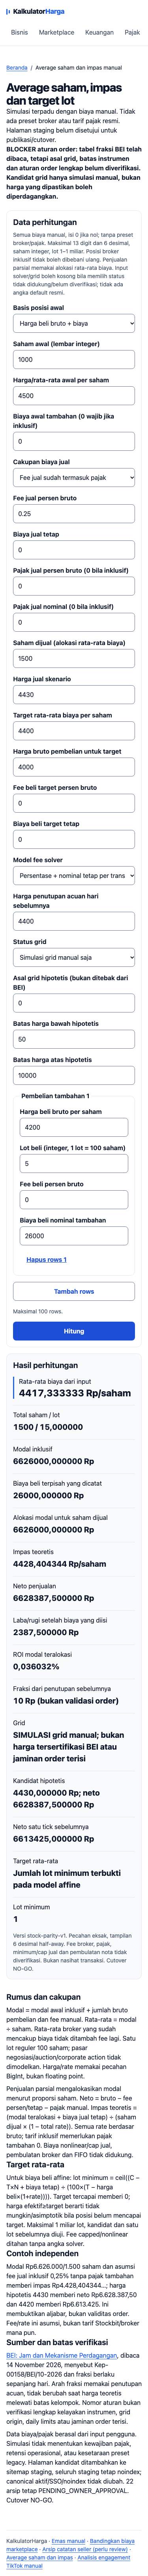 KalkulatorHarga
Bisnis Marketplace Keuangan Pajak
Beranda / Average saham dan impas manual
Average saham, impas
dan target lot
Simulasi terpadu dengan biaya manual. Tidak
ada preset broker atau tarif pajak resmi.
Halaman staging belum disetujui untuk
publikasi/cutover.
BLOCKER aturan order: tabel fraksi BEI telah
dibaca, tetapi asal grid, batas instrumen
dan aturan order lengkap belum diverifikasi.
Kandidat grid hanya simulasi manual, bukan
harga yang dipastikan boleh
diperdagangkan.
Data perhitungan
Semua biaya manual, isi 0 jika nol; tanpa preset
broker/pajak. Maksimal 13 digit dan 6 desimal,
saham integer, lot 1–1 miliar. Posisi broker
inklusif tidak boleh dibebani ulang. Penjualan
parsial memakai alokasi rata-rata biaya. Input
asal/asal grid boleh kosong bila memilih status
tidak didukung/belum diverifikasi; tidak ada
angka default resmi.
Basis posisi awal
Harga beli bruto + biaya
Saham awal (lembar integer)
1000
Harga/rata-rata awal per saham
4500
Biaya awal tambahan (0 wajib jika
inklusif)
0
Cakupan biaya jual
Fee jual sudah termasuk pajak
Fee jual persen bruto
0.25
Biaya jual tetap
0
Pajak jual persen bruto (0 bila inklusif)
0
Pajak jual nominal (0 bila inklusif)
0
Saham dijual (alokasi rata-rata biaya)
1500
Harga jual skenario
4430
Target rata-rata biaya per saham
4400
Harga bruto pembelian untuk target
4000
Fee beli target persen bruto
0
Biaya beli target tetap
0
Model fee solver
Persentase + nominal tetap per trans
Harga penutupan acuan hari
sebelumnya
4400
Status grid
Simulasi grid manual saja
Asal grid hipotetis (bukan ditebak dari
BEI)
0
Batas harga bawah hipotetis
50
Batas harga atas hipotetis
10000
Pembelian tambahan 1
Harga beli bruto per saham
4200
Lot beli (integer, 1 lot = 100 saham)
5
Fee beli persen bruto
0
Biaya beli nominal tambahan
26000
Hapus rows 1
Tambah rows
Maksimal 100 rows.
Hitung
Hasil perhitungan
Rata-rata biaya dari input
4417,333333 Rp/saham
Total saham / lot
1500 / 15,000000
Modal inklusif
6626000,000000 Rp
Biaya beli terpisah yang dicatat
26000,000000 Rp
Alokasi modal untuk saham dijual
6626000,000000 Rp
Impas teoretis
4428,404344 Rp/saham
Neto penjualan
6628387,500000 Rp
Laba/rugi setelah biaya yang diisi
2387,500000 Rp
ROI modal teralokasi
0,036032%
Fraksi dari penutupan sebelumnya
10 Rp (bukan validasi order)
Grid
SIMULASI grid manual; bukan
harga tersertifikasi BEI atau
jaminan order terisi
Kandidat hipotetis
4430,000000 Rp; neto
6628387,500000 Rp
Neto satu tick sebelumnya
6613425,000000 Rp
Target rata-rata
Jumlah lot minimum terbukti
pada model affine
Lot minimum
1
Versi stock-parity-v1. Pecahan eksak, tampilan
6 desimal half-away. Fee broker, pajak,
minimum/cap jual dan pembulatan nota tidak
diverifikasi. Bukan nasihat transaksi. Cutover
NO-GO.
Rumus dan cakupan
Modal = modal awal inklusif + jumlah bruto
pembelian dan fee manual. Rata-rata = modal
÷ saham. Rata-rate broker yang sudah
mencakup biaya tidak ditambah fee lagi. Satu
lot reguler 100 saham; pasar
negosiasi/auction/corporate action tidak
dimodelkan. Harga/rate memakai pecahan
BigInt, bukan floating point.
Penjualan parsial mengalokasikan modal
menurut proporsi saham. Neto = bruto − fee
persen/tetap − pajak manual. Impas teoretis =
(modal teralokasi + biaya jual tetap) ÷ (saham
dijual × (1 − total rate)). Semua rate berdasar
bruto; tarif inklusif memerlukan pajak
tambahan 0. Biaya nonlinear/cap jual,
pembulatan broker dan FIFO tidak didukung.
Target rata-rata
Untuk biaya beli affine: lot minimum = ceil((C −
T×N + biaya tetap) ÷ (100×(T − harga
beli×(1+rate)))). Target tercapai memberi 0;
harga efektif≥target berarti tidak
mungkin/asimptotik bila posisi belum mencapai
target. Maksimal 1 miliar lot, kandidat dan satu
lot sebelumnya diuji. Fee capped/nonlinear
ditahan tanpa angka solver.
Contoh independen
Modal Rp6.626.000/1.500 saham dan asumsi
fee jual inklusif 0,25% tanpa pajak tambahan
memberi impas Rp4.428,404344…; harga
hipotetis 4430 memberi neto Rp6.628.387,50
dan 4420 memberi Rp6.613.425. Ini
membuktikan aljabar, bukan validitas order.
Fee/rate ini asumsi, bukan tarif Stockbit/broker
mana pun.
Sumber dan batas verifikasi
BEI: Jam dan Mekanisme Perdagangan, dibaca
14 November 2026, menyebut Kep-
00158/BEI/10-2026 dan fraksi berlaku
sepanjang hari. Arah fraksi memakai penutupan
acuan, tidak berubah saat harga teoretis
melewati batas kelompok. Nomor aturan bukan
verifikasi lengkap kelayakan instrumen, grid
origin, daily limits atau jaminan order terisi.
Data biaya/pajak berasal dari input pengguna.
Simulasi tidak menentukan kewajiban pajak,
retensi operasional, atau kesetaraan preset
legacy. Halaman kandidat ditambahkan ke
sitemap staging, seluruh staging tetap noindex;
canonical aktif/SSO/noindex tidak diubah. 22
arsip tetap PENDING_OWNER_APPROVAL.
Cutover NO-GO.
KalkulatorHarga · Emas manual · Bandingkan biaya
marketplace · Arsip catatan seller (perlu review) ·
Average saham dan impas · Analisis engagement
TikTok manual